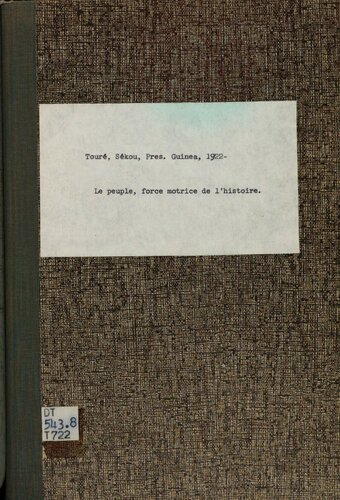 Touré, Sékou, Pres. Guinea, 1922-
Le peuple, force motrice de l'histoire.
DT
543.8
T722